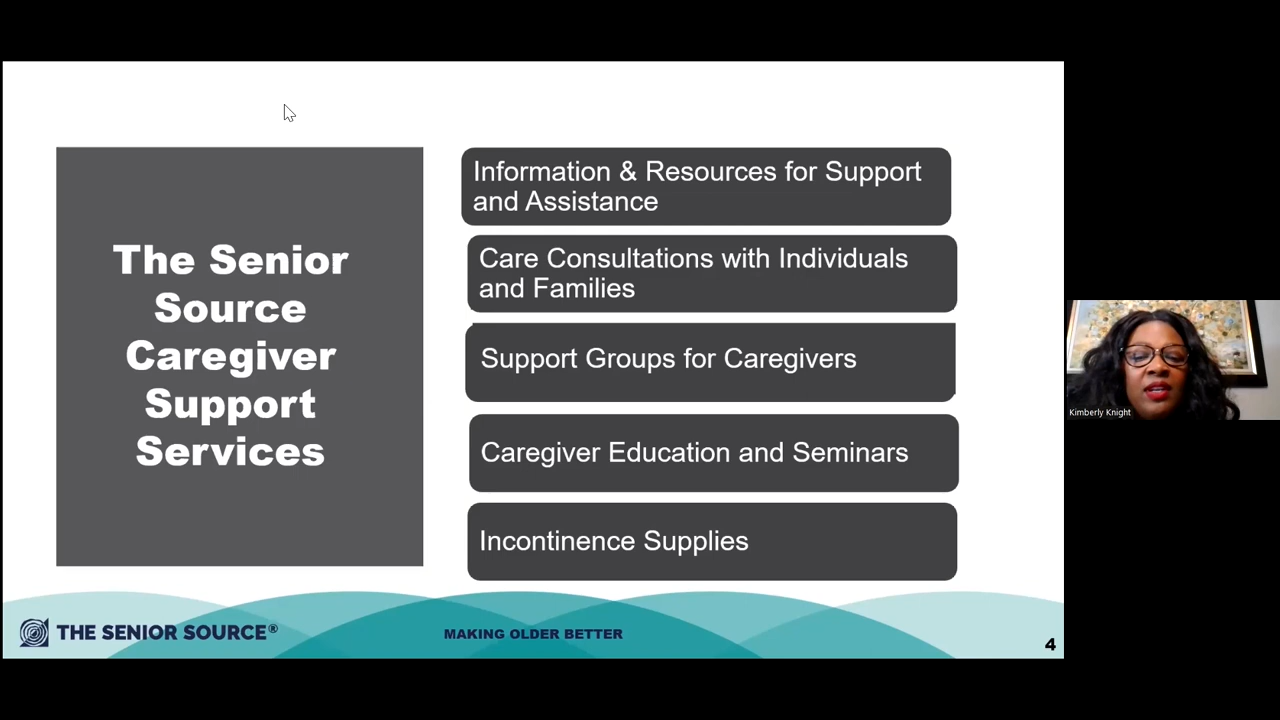 The Senior
Source
Caregiver
Support
Services
Information & Resources for Support
and Assistance
Care Consultations with Individuals
and Families
Support Groups for Caregivers
Caregiver Education and Seminars
Incontinence Supplies
THE SENIOR SOURCE®
MAKING OLDER BETTER
4
Kimberly Knight